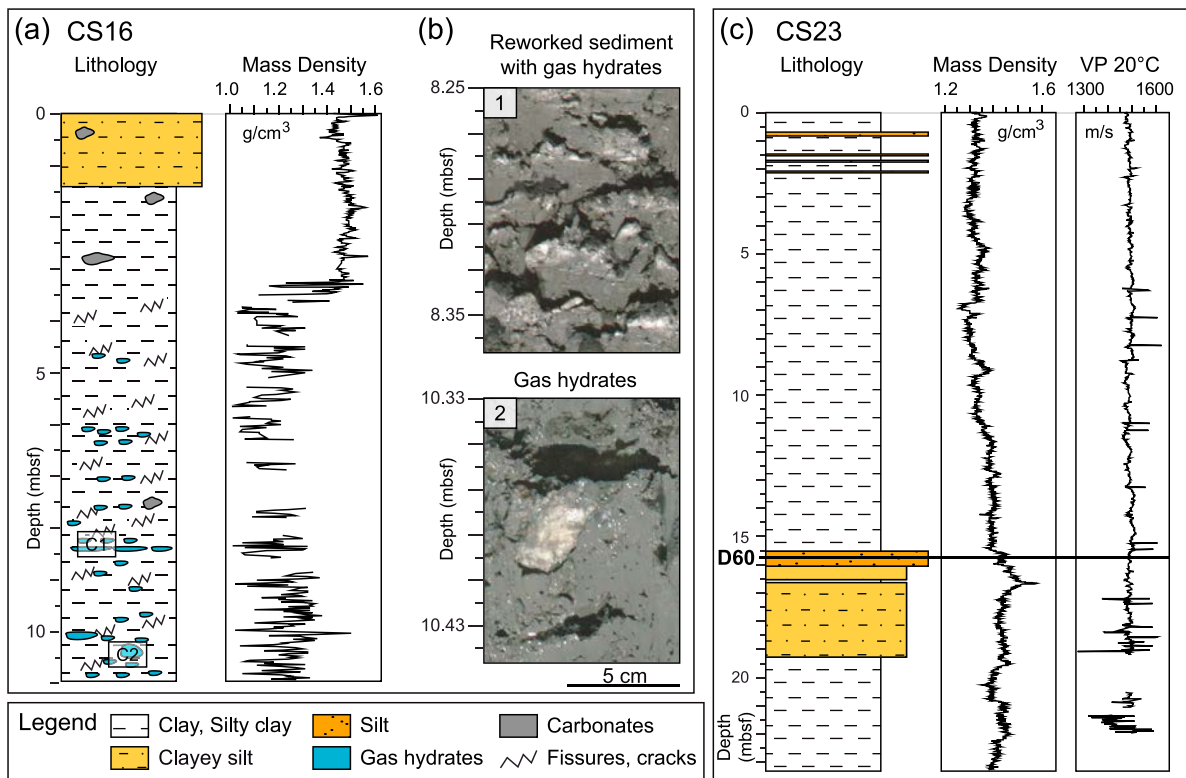 (a) CS16
Lithology
Mass Density
1.0 1.2 1.4 1.6
g/cm3
0
5
10
Depth (mbsf)
C1
C2
(b)
Reworked sediment
with gas hydrates
8.25
1
Depth (mbsf)
8.35
Gas hydrates
10.33
2
Depth (mbsf)
10.43
5 cm
(c) CS23
Lithology
Mass Density
VP 20°C
1.2 1.6
1300 1600
g/cm3
m/s
0
5
10
15
D60
20
Depth
(mbsf)
Depth (mbsf)
Legend
Clay, Silty clay
Silt
Carbonates
Clayey silt
Gas hydrates
Fissures, cracks